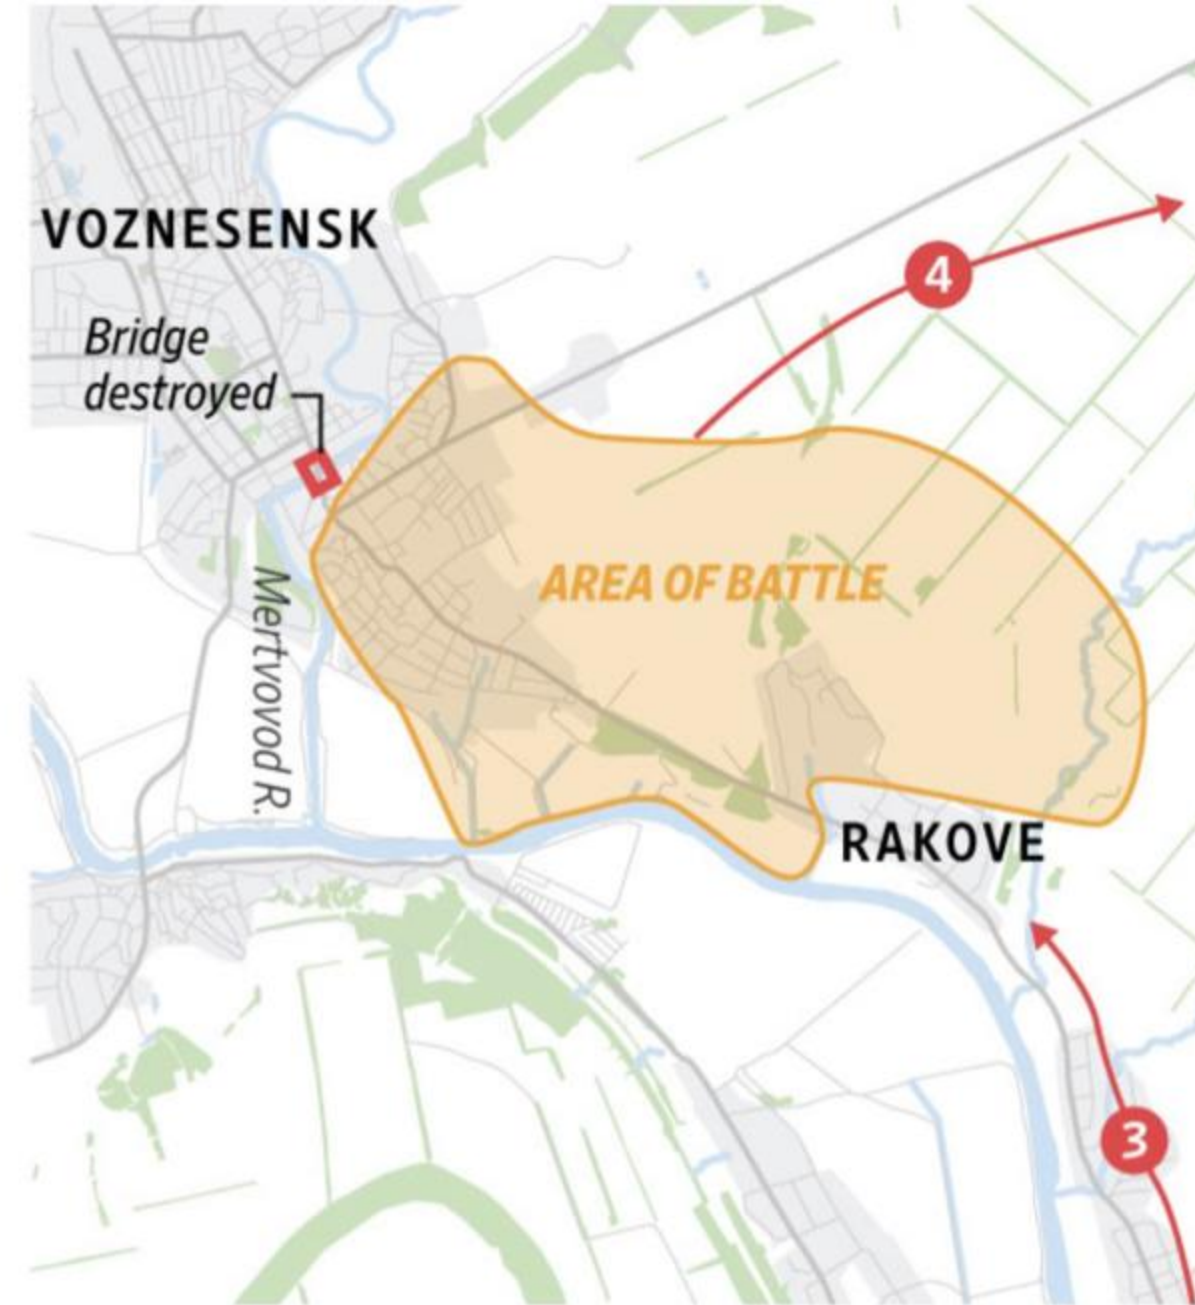 VOZNESENSK
4
Bridge
destroyed
AREA OF BATTLE
Mertvovod R.
RAKOVE
3